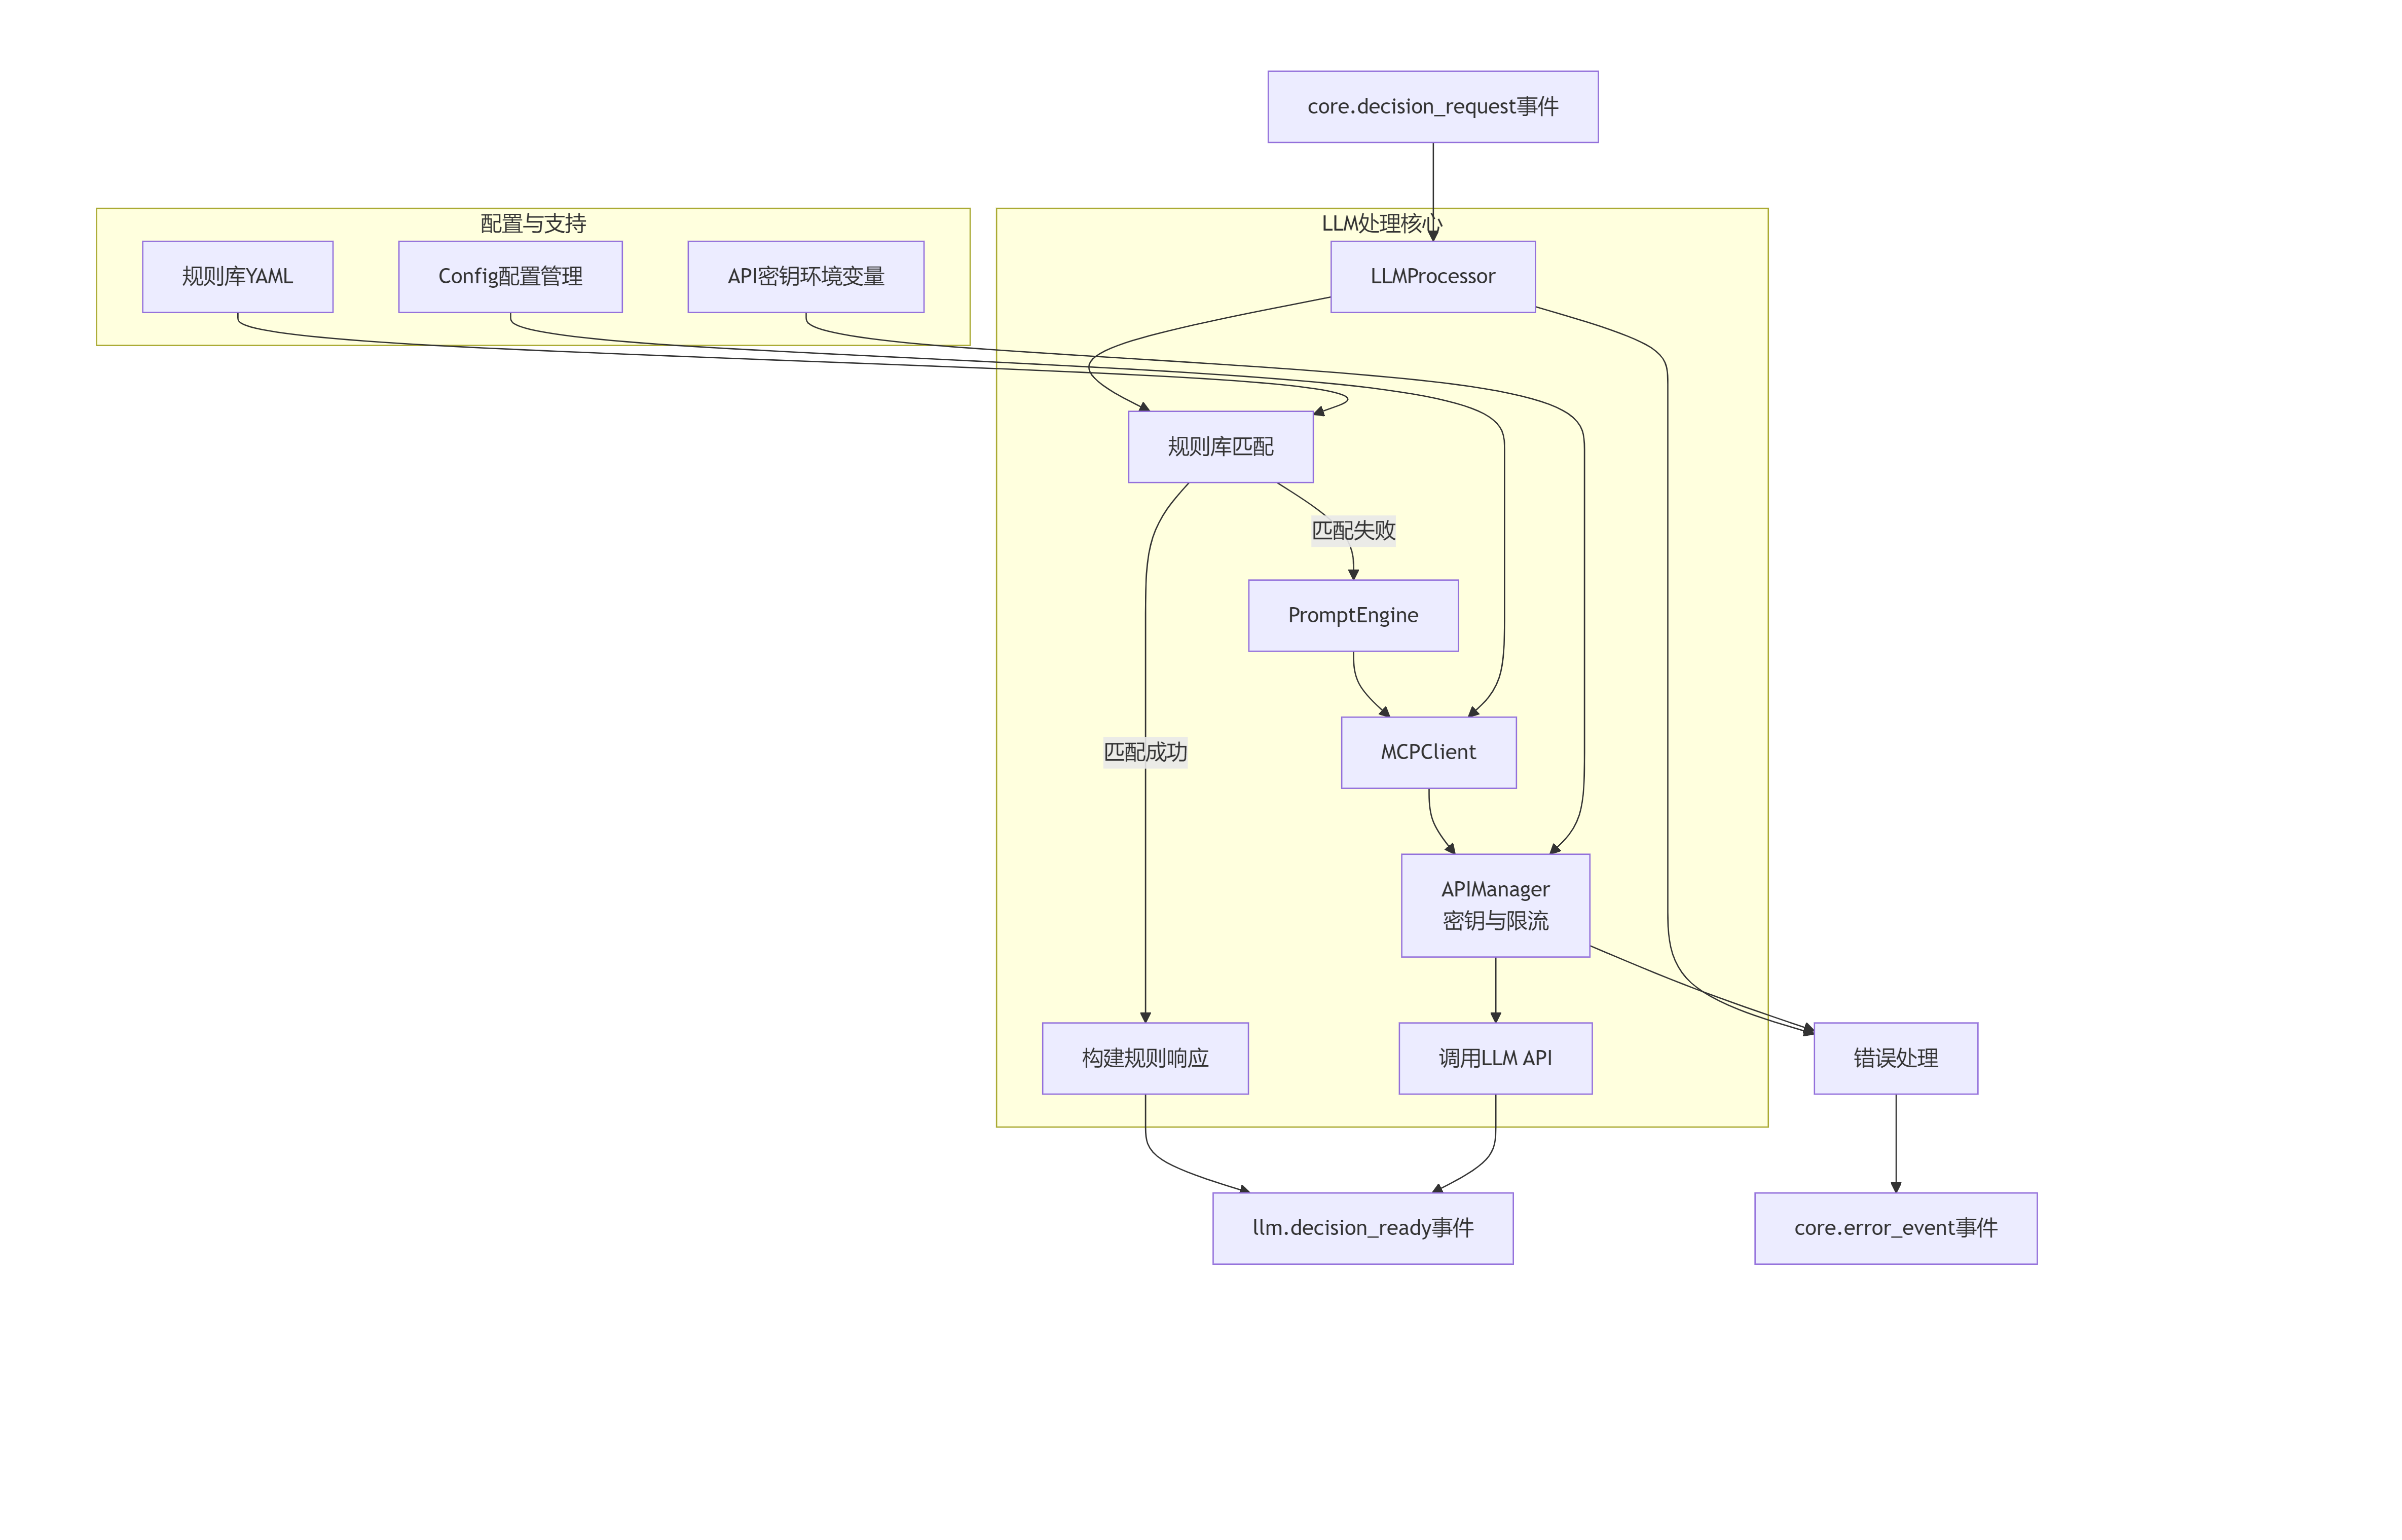 core.decision_request事件
配置与支持
LLM处理核心
规则库YAML
Config配置管理
API密钥环境变量
LLMProcessor
规则库匹配
匹配失败
PromptEngine
匹配成功
MCPClient
APIManager
密钥与限流
构建规则响应
调用LLM API
错误处理
llm.decision_ready事件
core.error_event事件